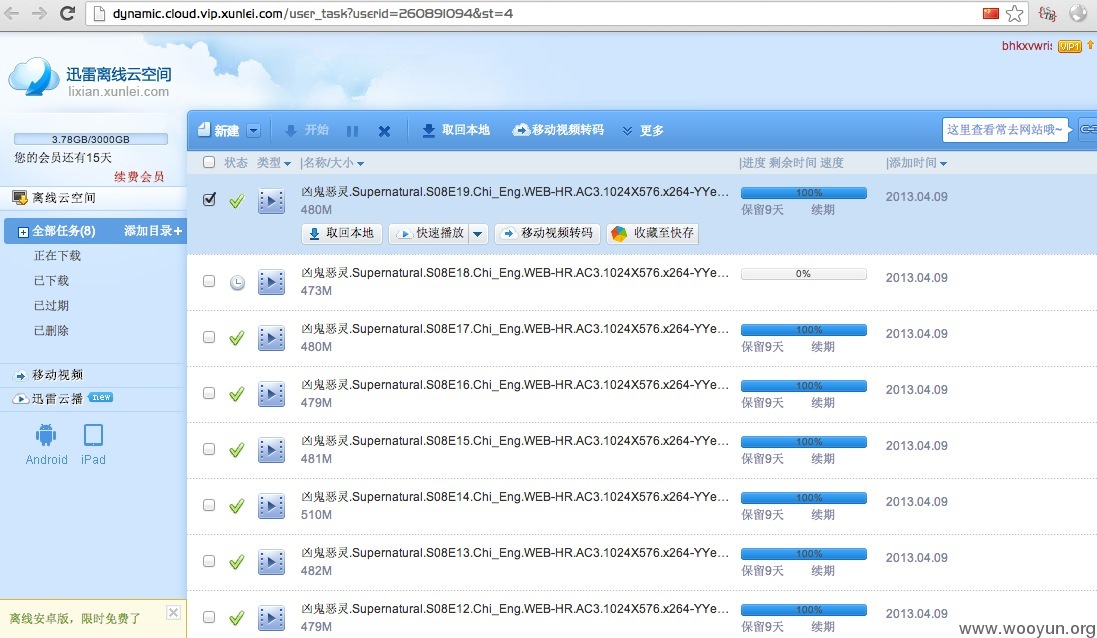 dynamic.cloud.vip.xunlei.com/user_task?userid=260891094&st=4
bhkxvwri: VIP1
迅雷离线云空间
lixian.xunlei.com
3.78GB/3000GB
您的会员还有15天
续费会员
离线云空间
全部任务(8) 添加目录+
正在下载
已下载
已过期
已删除
移动视频
迅雷云播 new
Android iPad
离线安卓版，限时免费了
新建 开始 取回本地 移动视频转码 更多
这里查看常去网站哦~
状态 类型 |名称/大小 |进度 剩余时间 速度 |添加时间
凶鬼恶灵.Supernatural.S08E19.Chi_Eng.WEB-HR.AC3.1024X576.x264-YYe... 100% 2013.04.09
480M 保留9天 续期
取回本地 快速播放 移动视频转码 收藏至快存
凶鬼恶灵.Supernatural.S08E18.Chi_Eng.WEB-HR.AC3.1024X576.x264-YYe... 0% 2013.04.09
473M
凶鬼恶灵.Supernatural.S08E17.Chi_Eng.WEB-HR.AC3.1024X576.x264-YYe... 100% 2013.04.09
480M 保留9天 续期
凶鬼恶灵.Supernatural.S08E16.Chi_Eng.WEB-HR.AC3.1024X576.x264-YYe... 100% 2013.04.09
479M 保留9天 续期
凶鬼恶灵.Supernatural.S08E15.Chi_Eng.WEB-HR.AC3.1024X576.x264-YYe... 100% 2013.04.09
481M 保留9天 续期
凶鬼恶灵.Supernatural.S08E14.Chi_Eng.WEB-HR.AC3.1024X576.x264-YYe... 100% 2013.04.09
510M 保留9天 续期
凶鬼恶灵.Supernatural.S08E13.Chi_Eng.WEB-HR.AC3.1024X576.x264-YYe... 100% 2013.04.09
482M 保留9天 续期
凶鬼恶灵.Supernatural.S08E12.Chi_Eng.WEB-HR.AC3.1024X576.x264-YYe... 100% 2013.04.09
479M 保留9天 续期
www.wooyun.org